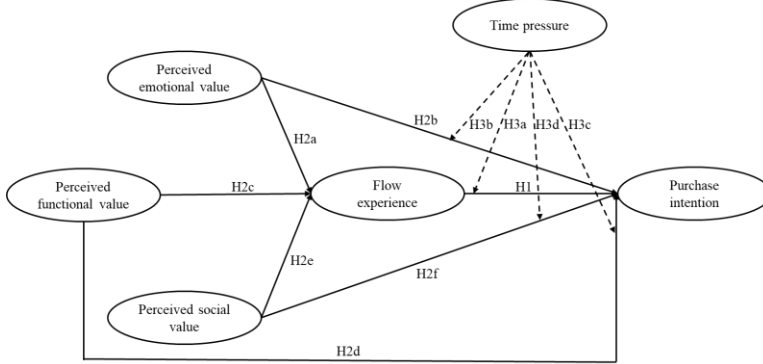 Time pressure
Perceived
emotional value
H2b
H3b
H3a
H3d
H3c
H2a
Perceived
functional value
H2c
Flow
experience
H1
Purchase
intention
H2e
H2f
Perceived social
value
H2d